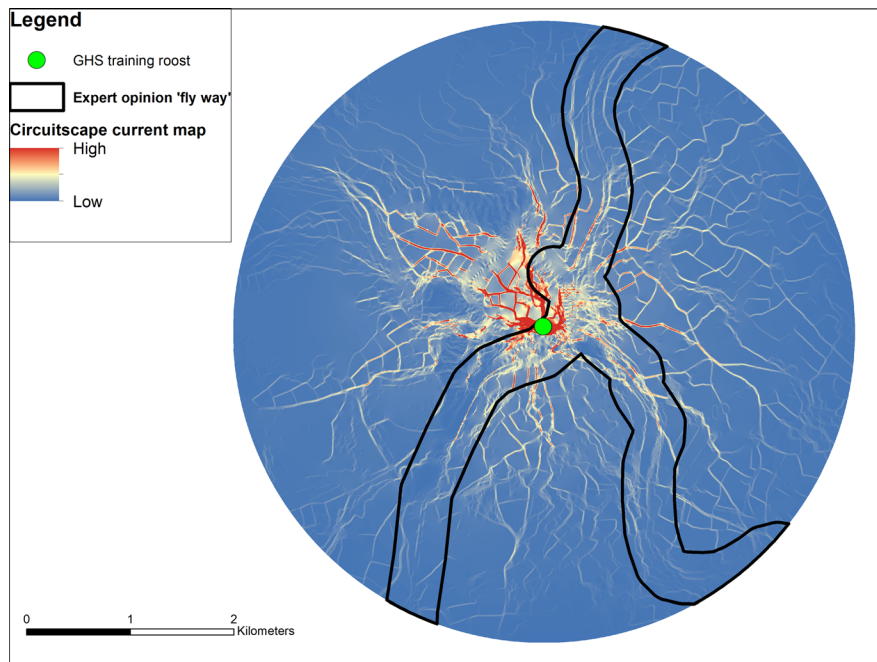 Legend
GHS training roost
Expert opinion 'fly way'
Circuitscape current map
High
Low
0 1 2
Kilometers